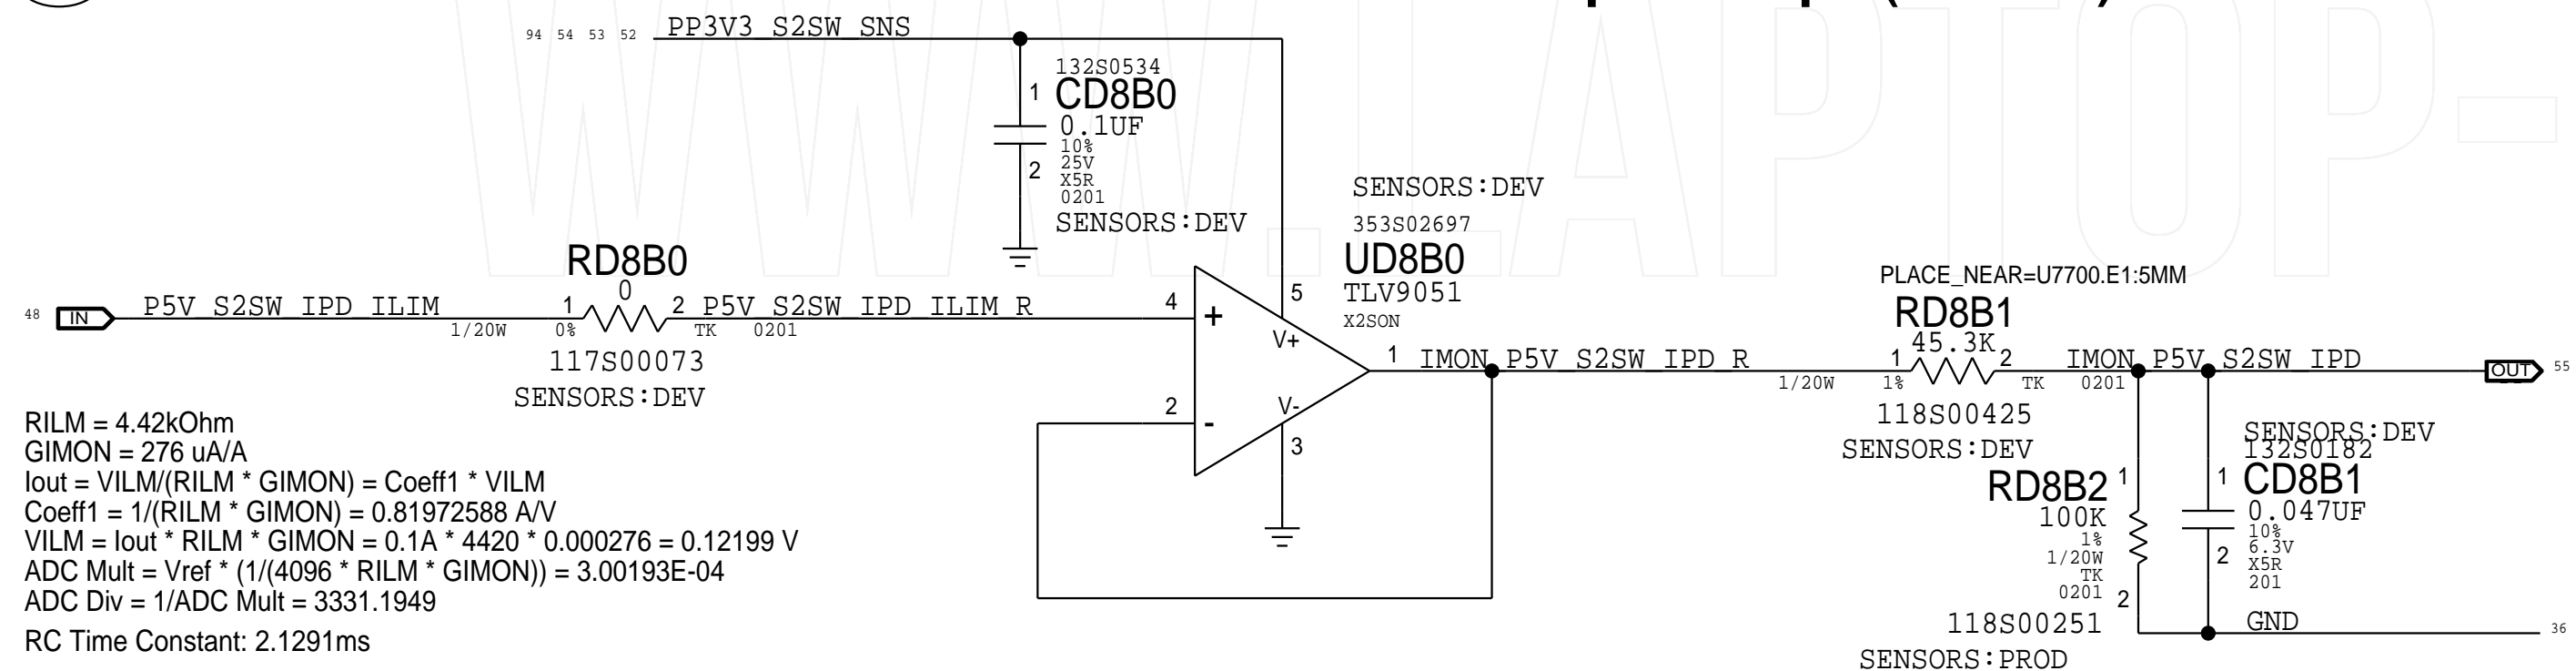 94 54 53 52 PP3V3_S2SW_SNS
132S0534
1 CD8B0
0.1UF
10%
25V
2 X5R
0201
SENSORS:DEV
SENSORS:DEV
353S02697
UD8B0
TLV9051
X2SON
RD8B0
0
48 IN P5V_S2SW_IPD_ILIM 1 2 P5V_S2SW_IPD_ILIM_R
1/20W 0% TK 0201
117S00073
SENSORS:DEV
4 + 5
V+
1 IMON_P5V_S2SW_IPD_R
2 - V-
3
PLACE_NEAR=U7700.E1:5MM
RD8B1
45.3K
1 2 IMON_P5V_S2SW_IPD OUT 55
1/20W 1% TK 0201
118S00425
SENSORS:DEV
SENSORS:DEV
132S0182
RD8B2 1
100K
1%
1/20W
TK
0201 2
118S00251
SENSORS:PROD
1 CD8B1
0.047UF
10%
6.3V
2 X5R
201
GND 36
RILM = 4.42kOhm
GIMON = 276 uA/A
Iout = VILM/(RILM * GIMON) = Coeff1 * VILM
Coeff1 = 1/(RILM * GIMON) = 0.81972588 A/V
VILM = Iout * RILM * GIMON = 0.1A * 4420 * 0.000276 = 0.12199 V
ADC Mult = Vref * (1/(4096 * RILM * GIMON)) = 3.00193E-04
ADC Div = 1/ADC Mult = 3331.1949
RC Time Constant: 2.1291ms
WWW.LAPTOP-